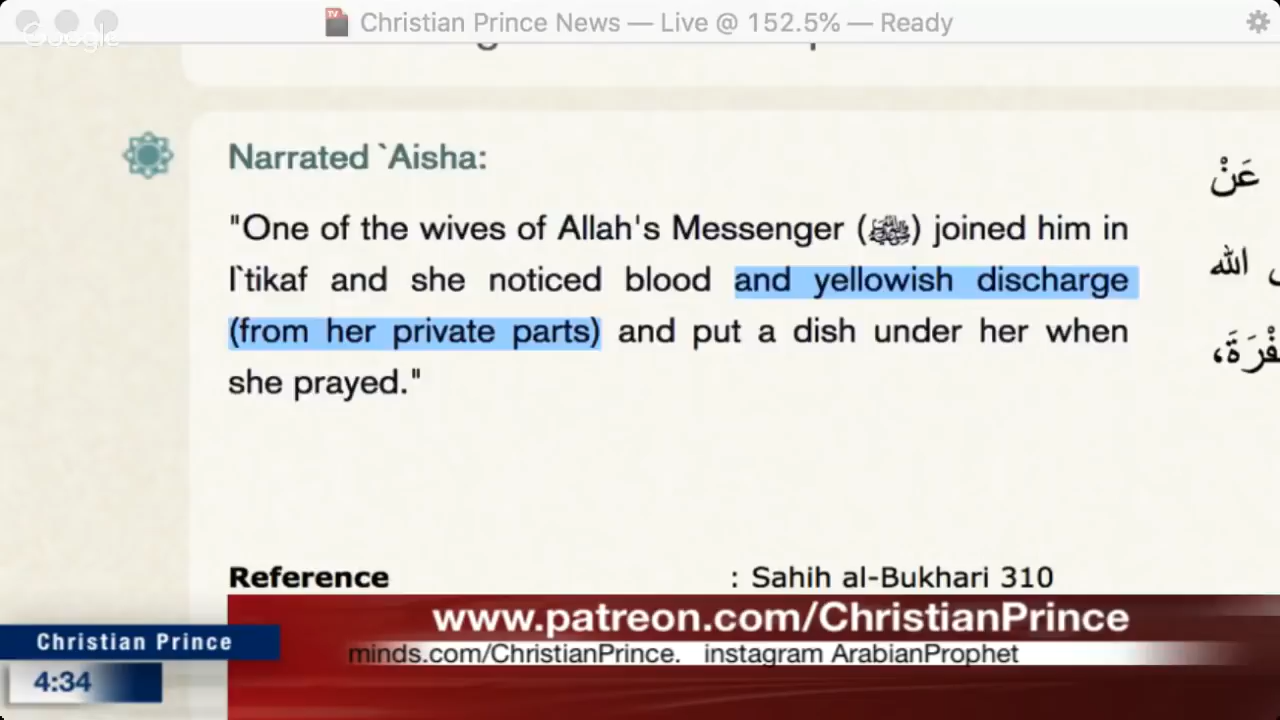 Christian Prince News — Live @ 152.5% — Ready
Google
Narrated `Aisha:
"One of the wives of Allah's Messenger (ﷺ) joined him in
I`tikaf and she noticed blood and yellowish discharge
(from her private parts) and put a dish under her when
she prayed."
عَنْ
الله
Reference : Sahih al-Bukhari 310
www.patreon.com/ChristianPrince
Christian Prince
minds.com/ChristianPrince. instagram ArabianProphet
4:34